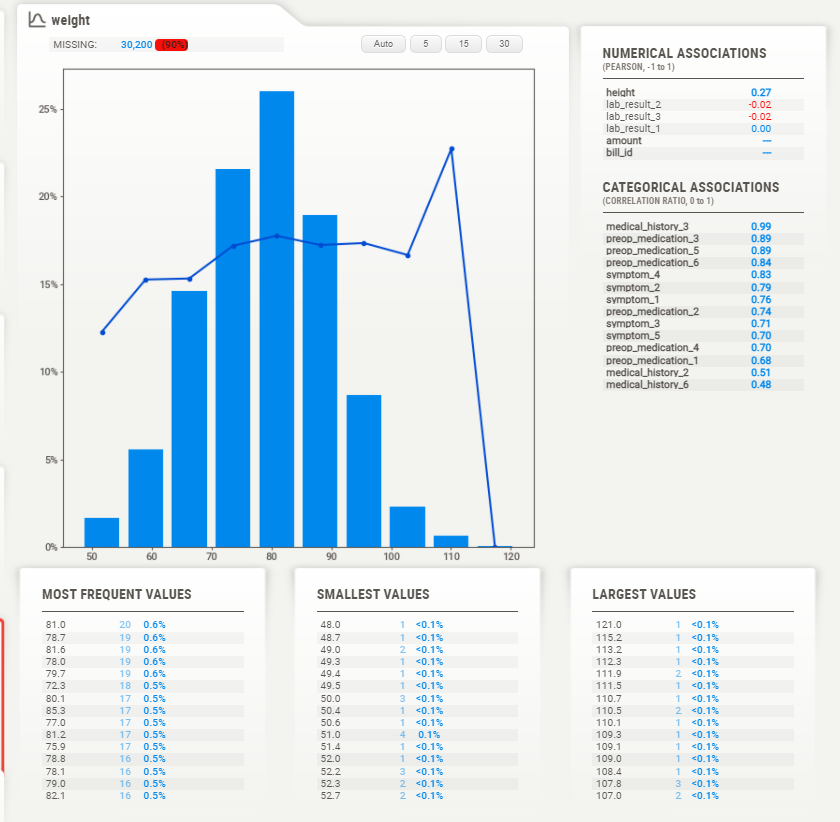 weight
MISSING: 30,200 (90%)
Auto 5 15 30
25%
20%
15%
10%
5%
0%
50 60 70 80 90 100 110 120
NUMERICAL ASSOCIATIONS
(PEARSON, -1 to 1)
height 0.27
lab_result_2 -0.02
lab_result_3 -0.02
lab_result_1 0.00
amount ---
bill_id ---
CATEGORICAL ASSOCIATIONS
(CORRELATION RATIO, 0 to 1)
medical_history_3 0.99
preop_medication_3 0.89
preop_medication_5 0.89
preop_medication_6 0.84
symptom_4 0.83
symptom_2 0.79
symptom_1 0.76
preop_medication_2 0.74
symptom_3 0.71
symptom_5 0.70
preop_medication_4 0.70
preop_medication_1 0.68
medical_history_2 0.51
medical_history_6 0.48
MOST FREQUENT VALUES
81.0 20 0.6%
78.7 19 0.6%
81.6 19 0.6%
78.0 19 0.6%
79.7 19 0.6%
72.3 18 0.5%
80.1 17 0.5%
85.3 17 0.5%
77.0 17 0.5%
81.2 17 0.5%
75.9 17 0.5%
78.8 16 0.5%
78.1 16 0.5%
79.0 16 0.5%
82.1 16 0.5%
SMALLEST VALUES
48.0 1 <0.1%
48.7 1 <0.1%
49.0 2 <0.1%
49.3 1 <0.1%
49.4 1 <0.1%
49.5 1 <0.1%
50.0 3 <0.1%
50.4 1 <0.1%
50.6 1 <0.1%
51.0 4 0.1%
51.4 1 <0.1%
52.0 1 <0.1%
52.2 3 <0.1%
52.3 2 <0.1%
52.7 2 <0.1%
LARGEST VALUES
121.0 1 <0.1%
115.2 1 <0.1%
113.2 1 <0.1%
112.3 1 <0.1%
111.9 2 <0.1%
111.5 1 <0.1%
110.7 1 <0.1%
110.5 2 <0.1%
110.1 1 <0.1%
109.3 1 <0.1%
109.1 1 <0.1%
109.0 1 <0.1%
108.4 1 <0.1%
107.8 3 <0.1%
107.0 2 <0.1%